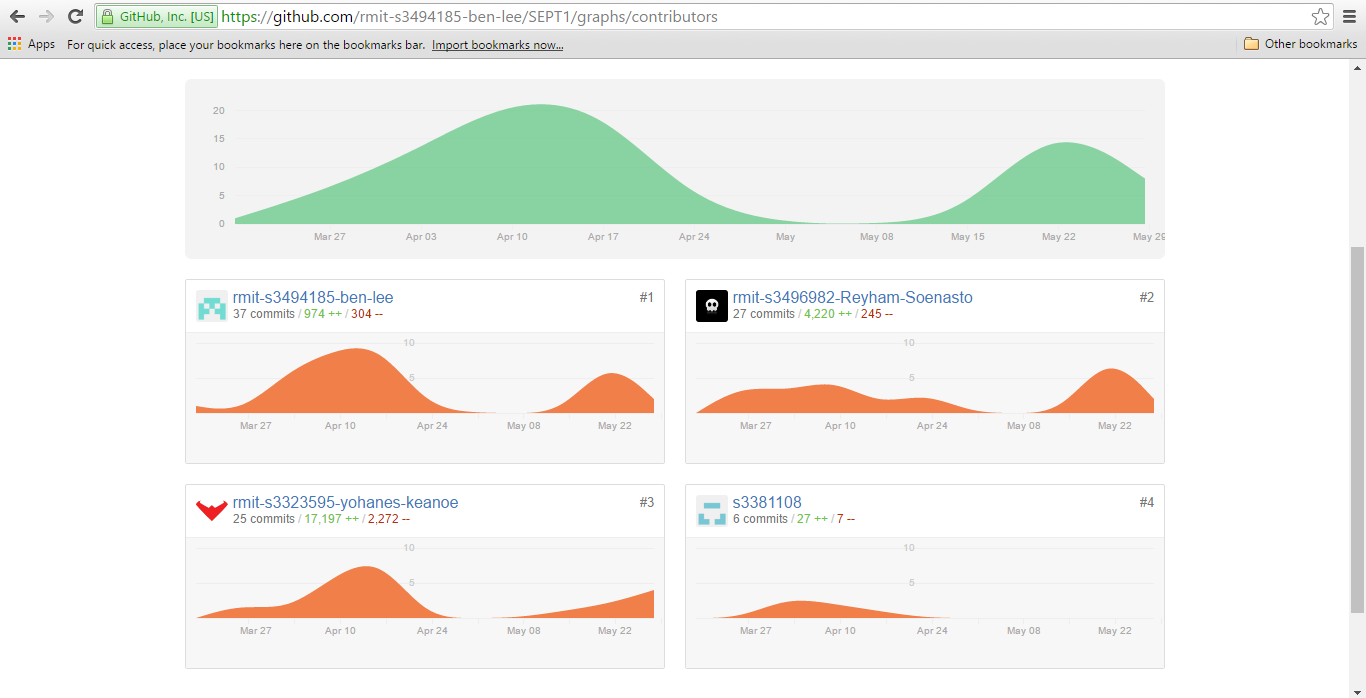 GitHub, Inc. [US] https://github.com/rmit-s3494185-ben-lee/SEPT1/graphs/contributors
Apps For quick access, place your bookmarks here on the bookmarks bar. Import bookmarks now... Other bookmarks
20
15
10
5
0
Mar 27 Apr 03 Apr 10 Apr 17 Apr 24 May May 08 May 15 May 22 May 29
rmit-s3494185-ben-lee #1
37 commits / 974 ++ / 304 --
10
5
Mar 27 Apr 10 Apr 24 May 08 May 22
rmit-s3496982-Reyham-Soenasto #2
27 commits / 4,220 ++ / 245 --
10
5
Mar 27 Apr 10 Apr 24 May 08 May 22
rmit-s3323595-yohanes-keanoe #3
25 commits / 17,197 ++ / 2,272 --
10
5
Mar 27 Apr 10 Apr 24 May 08 May 22
s3381108 #4
6 commits / 27 ++ / 7 --
10
5
Mar 27 Apr 10 Apr 24 May 08 May 22